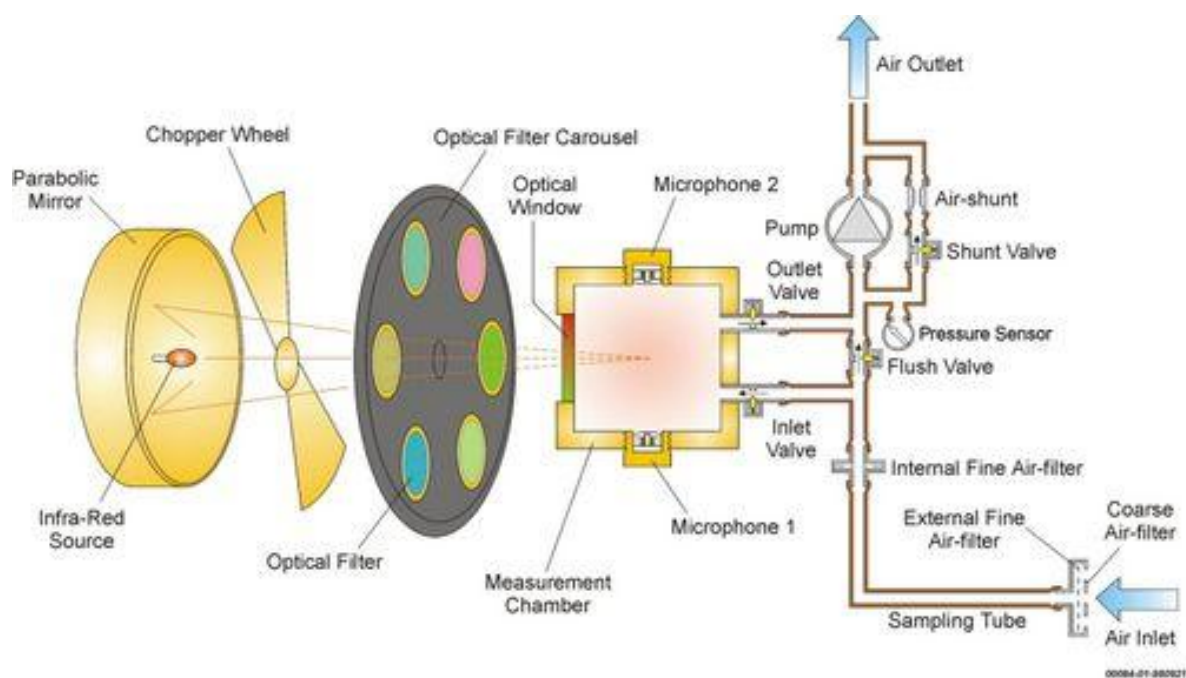 Air Outlet
Chopper Wheel
Optical Filter Carousel
Parabolic
Mirror
Optical
Window
Microphone 2
Air-shunt
Pump
Shunt Valve
Outlet
Valve
Pressure Sensor
Flush Valve
Inlet
Valve
Internal Fine Air-filter
Infra-Red
Source
Optical Filter
Microphone 1
External Fine
Air-filter
Coarse
Air-filter
Measurement
Chamber
Sampling Tube
Air Inlet